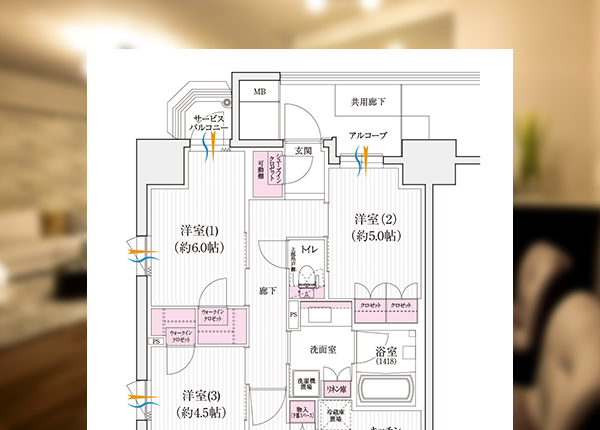 MB
共用廊下
サービス
バルコニー
アルコーブ
玄関
シューズイン
クロゼット
可動棚
洋室(1)
(約6.0帖)
洋室(2)
(約5.0帖)
トイレ
上部吊戸棚
廊下
クロゼット
クロゼット
ウォークイン
クロゼット
ウォークイン
クロゼット
PS
PS
洗面室
浴室
(1418)
洗濯機
置場
リネン庫
洋室(3)
(約4.5帖)
物入
冷蔵庫
置場
キッチン